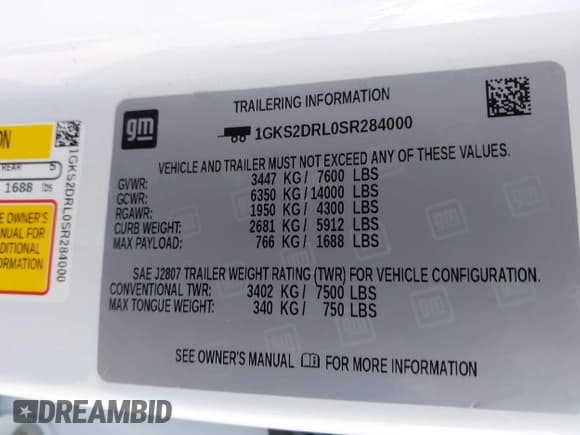 TRAILERING INFORMATION
gm
1GKS2DRL0SR284000
VEHICLE AND TRAILER MUST NOT EXCEED ANY OF THESE VALUES.
GVWR: 3447 KG/ 7600 LBS
GCWR: 6350 KG/14000 LBS
RGAWR: 1950 KG/ 4300 LBS
CURB WEIGHT: 2681 KG/ 5912 LBS
MAX PAYLOAD: 766 KG/ 1688 LBS
SAE J2807 TRAILER WEIGHT RATING (TWR) FOR VEHICLE CONFIGURATION.
CONVENTIONAL TWR: 3402 KG/ 7500 LBS
MAX TONGUE WEIGHT: 340 KG/ 750 LBS
SEE OWNER'S MANUAL FOR MORE INFORMATION
ON
REAR 5
1688 lbs
E OWNER'S
NUAL FOR
DITIONAL
ORMATION
1GKS2DRL0SR284000
DREAMBID